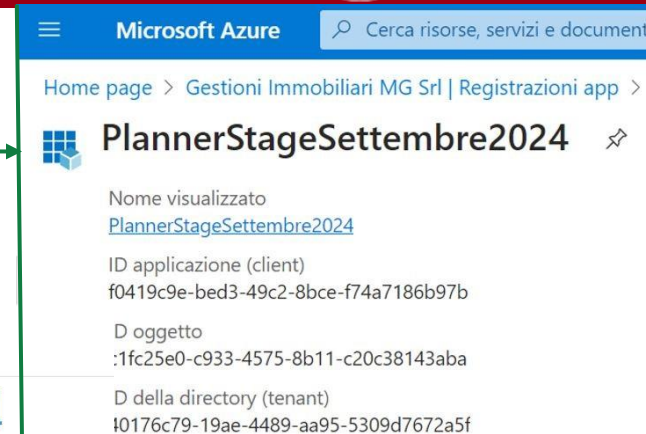 Microsoft Azure
Cerca risorse, servizi e document
Home page > Gestioni Immobiliari MG Srl | Registrazioni app >
PlannerStageSettembre2024
Nome visualizzato
PlannerStageSettembre2024
ID applicazione (client)
f0419c9e-bed3-49c2-8bce-f74a7186b97b
D oggetto
:1fc25e0-c933-4575-8b11-c20c38143aba
D della directory (tenant)
40176c79-19ae-4489-aa95-5309d7672a5f